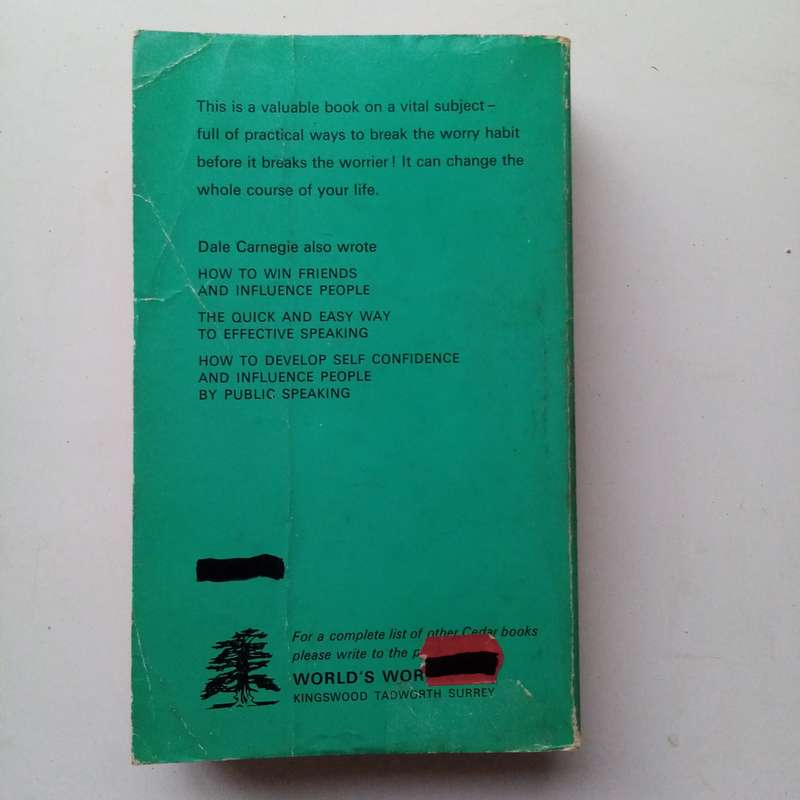 This is a valuable book on a vital subject –
full of practical ways to break the worry habit
before it breaks the worrier! It can change the
whole course of your life.
Dale Carnegie also wrote
HOW TO WIN FRIENDS
AND INFLUENCE PEOPLE
THE QUICK AND EASY WAY
TO EFFECTIVE SPEAKING
HOW TO DEVELOP SELF CONFIDENCE
AND INFLUENCE PEOPLE
BY PUBLIC SPEAKING
For a complete list of other Cedar books
please write to the
WORLD'S
KINGSWOOD TADWORTH SURREY